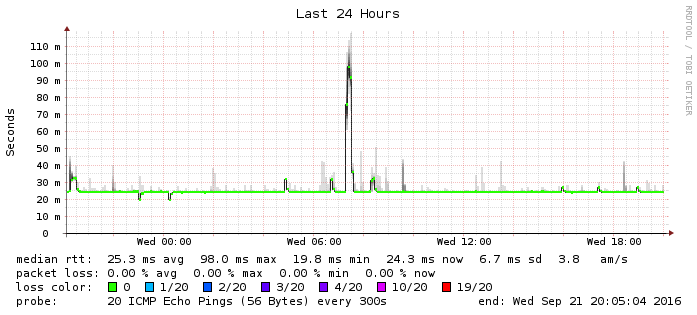 Last 24 Hours
RRDTOOL / TOBI OETIKER
Seconds
110 m
100 m
90 m
80 m
70 m
60 m
50 m
40 m
30 m
20 m
10 m
0
Wed 00:00 Wed 06:00 Wed 12:00 Wed 18:00
median rtt: 25.3 ms avg 98.0 ms max 19.8 ms min 24.3 ms now 6.7 ms sd 3.8 am/s
packet loss: 0.00 % avg 0.00 % max 0.00 % min 0.00 % now
loss color: 0 1/20 2/20 3/20 4/20 10/20 19/20
probe: 20 ICMP Echo Pings (56 Bytes) every 300s end: Wed Sep 21 20:05:04 2016